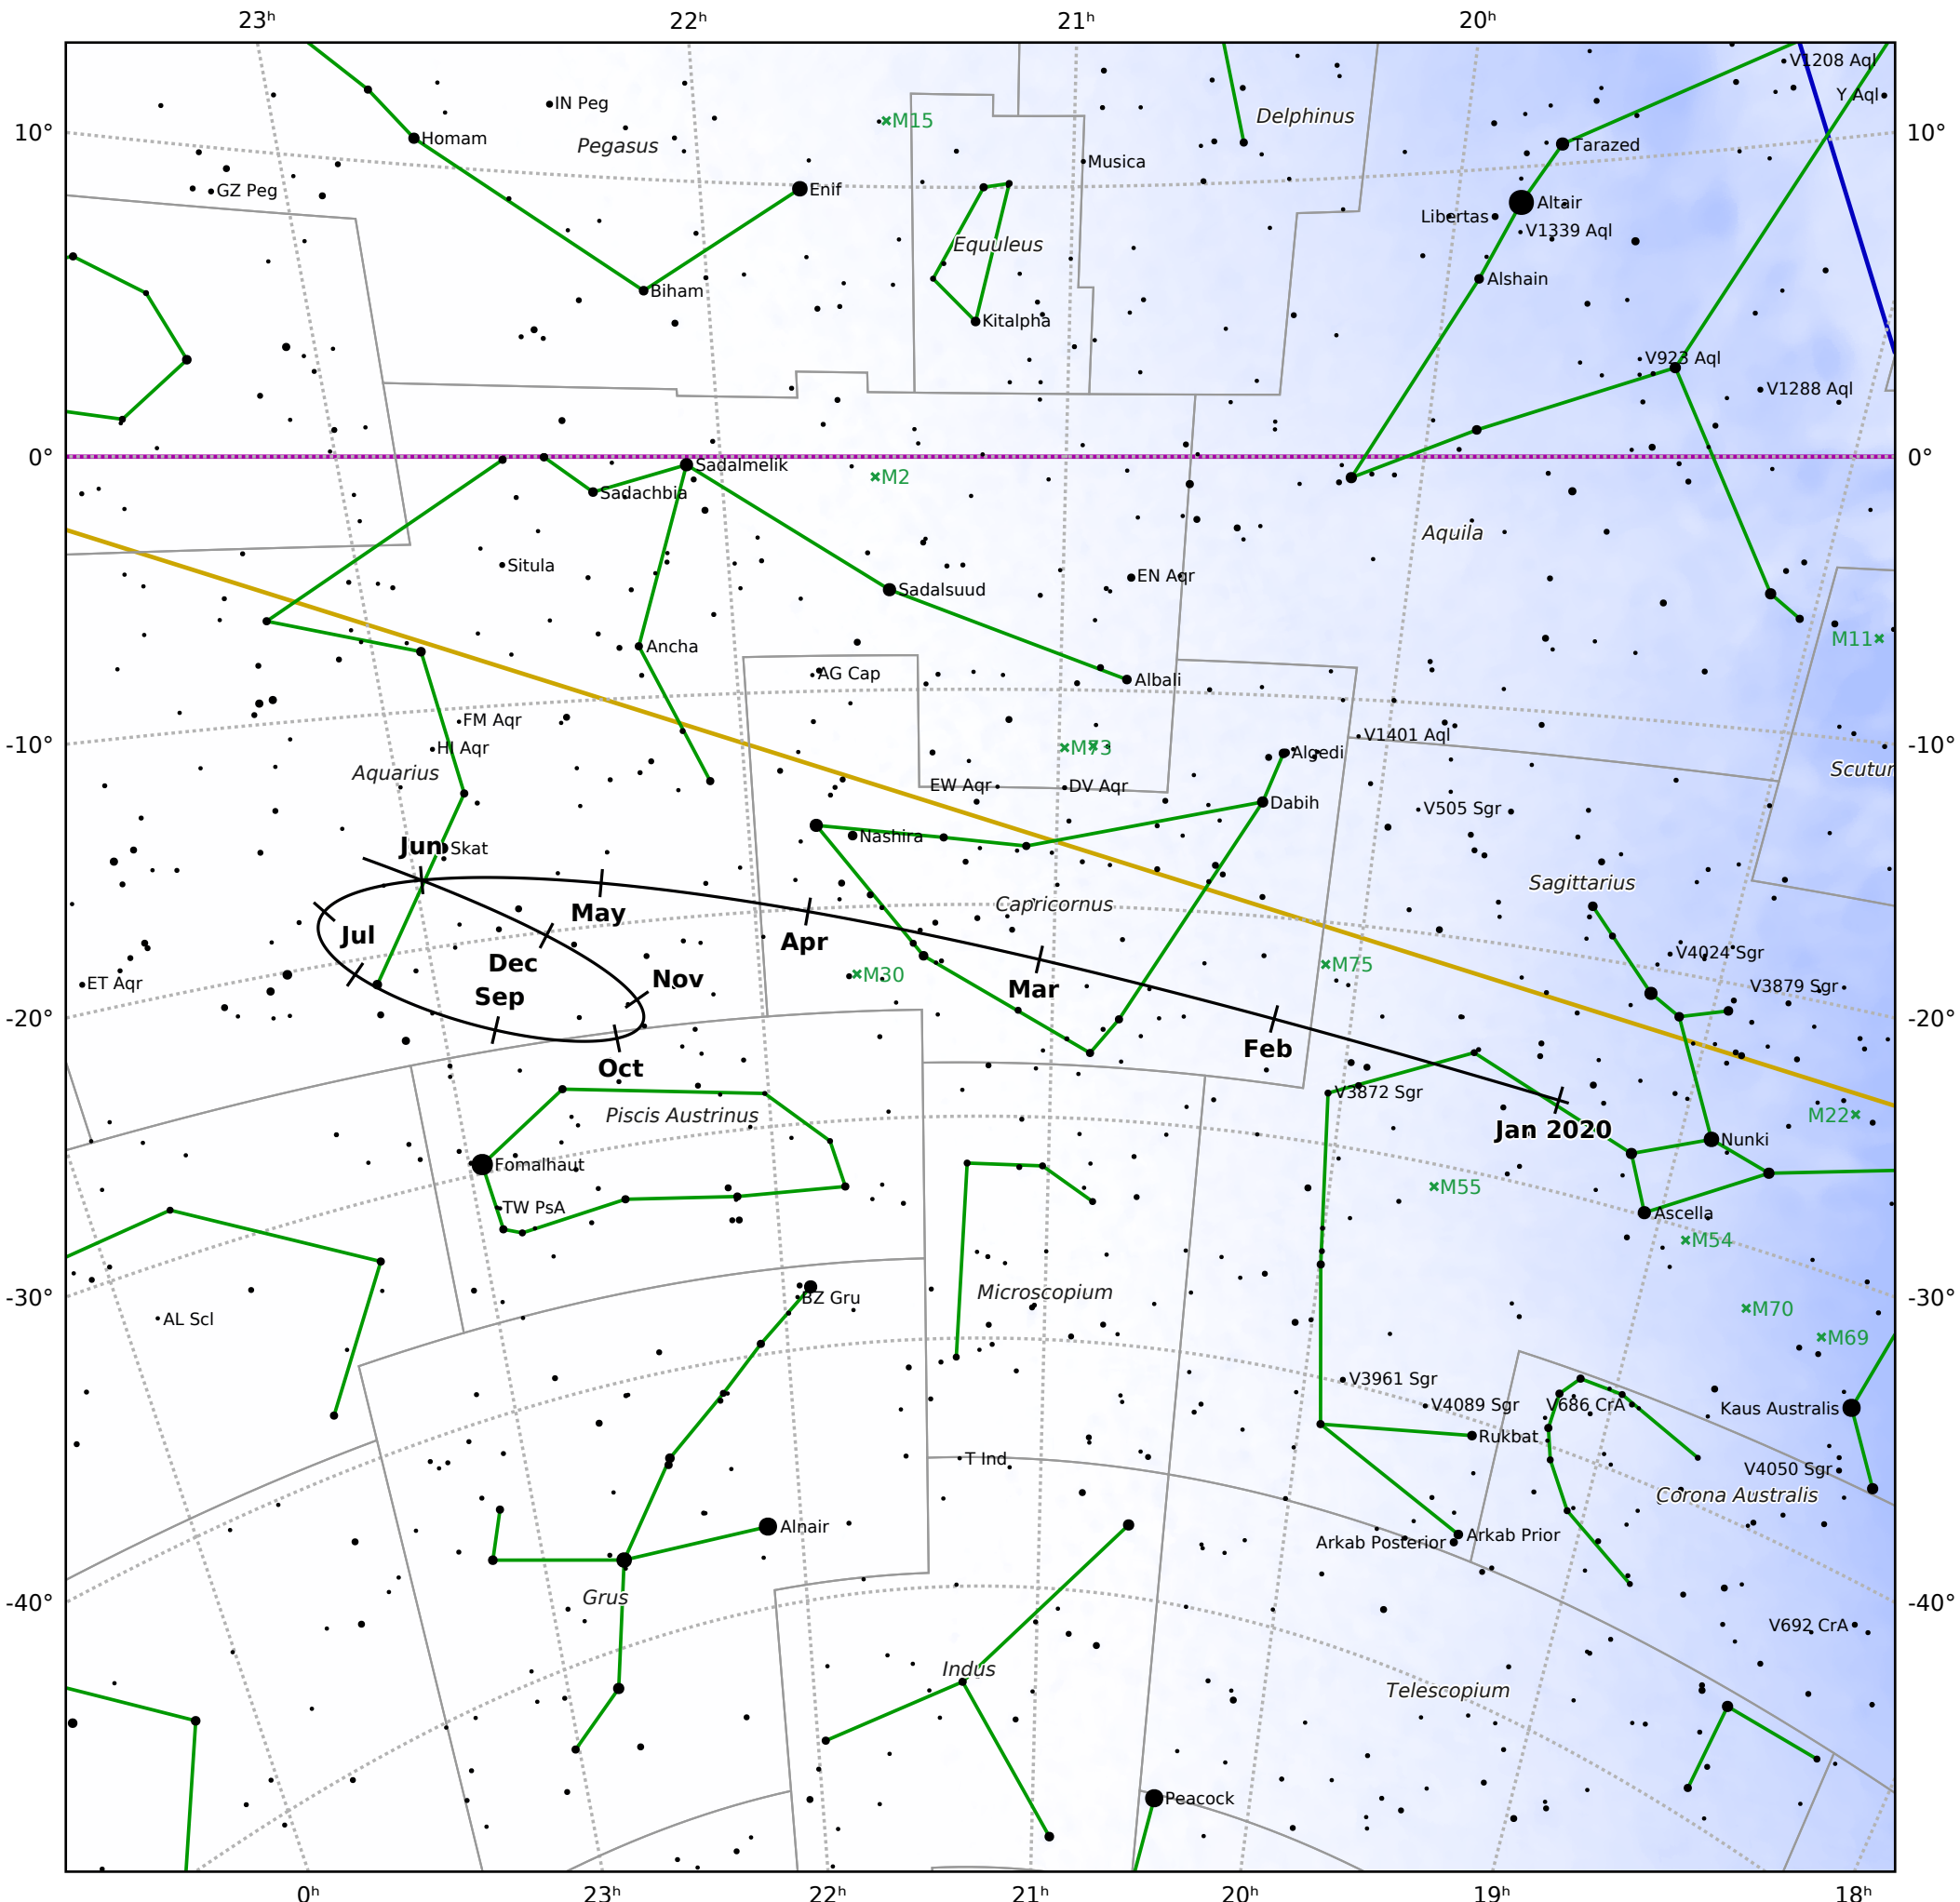 23ʰ 22ʰ 21ʰ 20ʰ
V1208 Aql
Y Aql
IN Peg
M15
Delphinus
10° Homam Pegasus Tarazed 10°
Musica
GZ Peg
Enif
Altair
Libertas
V1339 Aql
Equuleus
Biham
Alshain
Kitalpha
V923 Aql
V1288 Aql
0° 0°
Sadalmelik
M2
Sadachbia
Aquila
Situla
EN Aqr
Sadalsuud
M11
Ancha
AG Cap
Albali
FM Aqr
V1401 Aql
-10° HI Aqr M73 Algedi -10°
Aquarius
Scutum
EW Aqr
DV Aqr
Dabih
V505 Sgr
Nashira
Jun
Skat
Sagittarius
Capricornus
May
Jul
Apr
V4024 Sgr
Dec
M75
M30
Nov
ET Aqr
Mar
V3879 Sgr
Sep
-20° -20°
Feb
Oct
V3872 Sgr
Piscis Austrinus
M22
Jan 2020
Nunki
Fomalhaut
M55
TW PsA
Ascella
M54
-30° BZ Gru Microscopium -30°
AL Scl
M70
M69
V3961 Sgr
V4089 Sgr
V686 CrA
Kaus Australis
Rukbat
T Ind
V4050 Sgr
Corona Australis
Alnair
Arkab Prior
Arkab Posterior
-40° Grus -40°
V692 CrA
Indus
Telescopium
Peacock
0ʰ 23ʰ 22ʰ 21ʰ 20ʰ 19ʰ 18ʰ